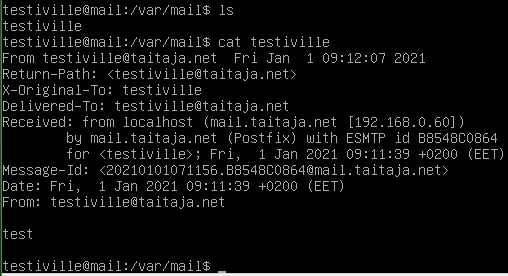 testiville@mail:/var/mail$ ls
testiville
testiville@mail:/var/mail$ cat testiville
From testiville@taitaja.net  Fri Jan  1 09:12:07 2021
Return-Path: <testiville@taitaja.net>
X-Original-To: testiville
Delivered-To: testiville@taitaja.net
Received: from localhost (mail.taitaja.net [192.168.0.60])
        by mail.taitaja.net (Postfix) with ESMTP id B8548C0864
        for <testiville>; Fri,  1 Jan 2021 09:11:39 +0200 (EET)
Message-Id: <20210101071156.B8548C0864@mail.taitaja.net>
Date: Fri,  1 Jan 2021 09:11:39 +0200 (EET)
From: testiville@taitaja.net

test

testiville@mail:/var/mail$ _